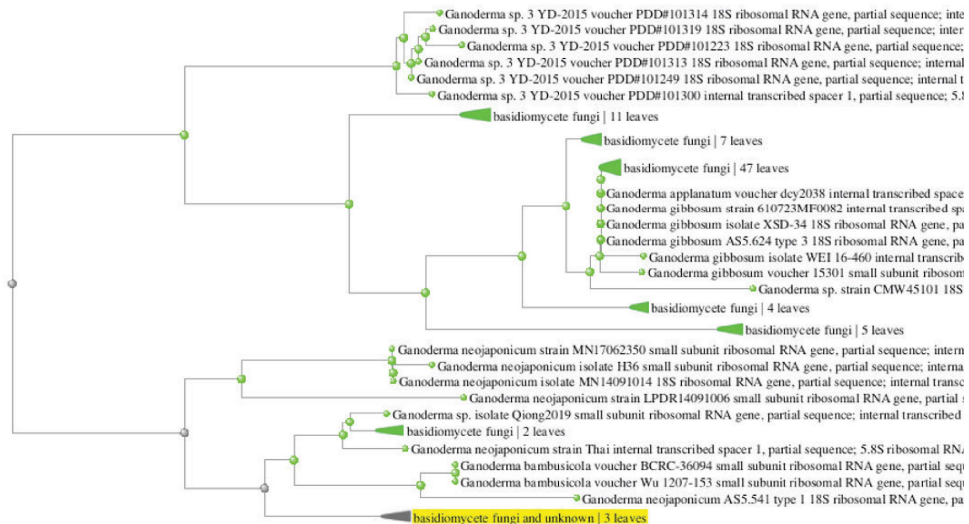 Ganoderma sp. 3 YD-2015 voucher PDD#101314 18S ribosomal RNA gene, partial sequence; inter
Ganoderma sp. 3 YD-2015 voucher PDD#101319 18S ribosomal RNA gene, partial sequence; intern
Ganoderma sp. 3 YD-2015 voucher PDD#101223 18S ribosomal RNA gene, partial sequence;
Ganoderma sp. 3 YD-2015 voucher PDD#101313 18S ribosomal RNA gene, partial sequence; internal
Ganoderma sp. 3 YD-2015 voucher PDD#101249 18S ribosomal RNA gene, partial sequence; internal t
Ganoderma sp. 3 YD-2015 voucher PDD#101300 internal transcribed spacer 1, partial sequence; 5.8
basidiomycete fungi | 11 leaves
basidiomycete fungi | 7 leaves
basidiomycete fungi | 47 leaves
Ganoderma applanatum voucher dcy2038 internal transcribed space
Ganoderma gibbosum strain 610723MF0082 internal transcribed spa
Ganoderma gibbosum isolate XSD-34 18S ribosomal RNA gene, pa
Ganoderma gibbosum AS5.624 type 3 18S ribosomal RNA gene, pa
Ganoderma gibbosum isolate WEI 16-460 internal transcribe
Ganoderma gibbosum voucher 15301 small subunit ribosom
Ganoderma sp. strain CMW45101 18S
basidiomycete fungi | 4 leaves
basidiomycete fungi | 5 leaves
Ganoderma neojaponicum strain MN17062350 small subunit ribosomal RNA gene, partial sequence; intern
Ganoderma neojaponicum isolate H36 small subunit ribosomal RNA gene, partial sequence; interna
Ganoderma neojaponicum isolate MN14091014 18S ribosomal RNA gene, partial sequence; internal transc
Ganoderma neojaponicum strain LPDR14091006 small subunit ribosomal RNA gene, partial s
Ganoderma sp. isolate Qiong2019 small subunit ribosomal RNA gene, partial sequence; internal transcribed
basidiomycete fungi | 2 leaves
Ganoderma neojaponicum strain Thai internal transcribed spacer 1, partial sequence; 5.8S ribosomal RNA
Ganoderma bambusicola voucher BCRC-36094 small subunit ribosomal RNA gene, partial sequ
Ganoderma bambusicola voucher Wu 1207-153 small subunit ribosomal RNA gene, partial sequ
Ganoderma neojaponicum AS5.541 type 1 18S ribosomal RNA gene, pa
basidiomycete fungi and unknown | 3 leaves